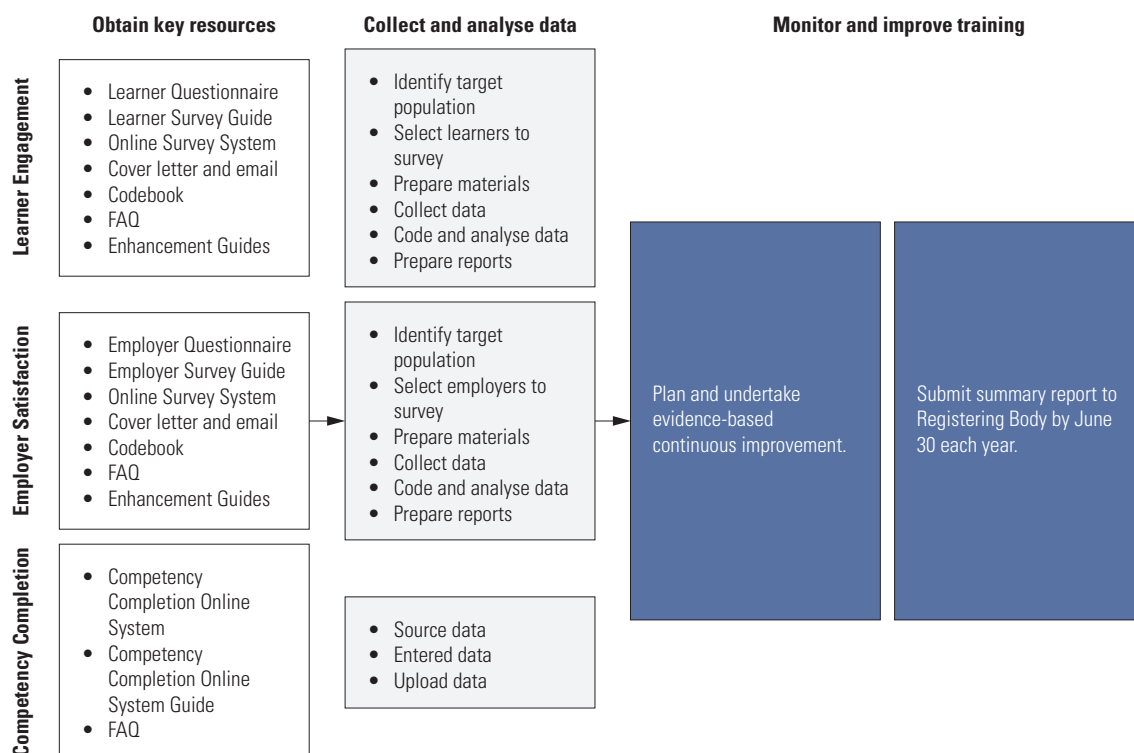 Obtain key resources
Collect and analyse data
Monitor and improve training
Learner Engagement
• Learner Questionnaire
• Learner Survey Guide
• Online Survey System
• Cover letter and email
• Codebook
• FAQ
• Enhancement Guides
• Identify target
population
• Select learners to
survey
• Prepare materials
• Collect data
• Code and analyse data
• Prepare reports
Employer Satisfaction
• Employer Questionnaire
• Employer Survey Guide
• Online Survey System
• Cover letter and email
• Codebook
• FAQ
• Enhancement Guides
• Identify target
population
• Select employers to
survey
• Prepare materials
• Collect data
• Code and analyse data
• Prepare reports
Competency Completion
• Competency
Completion Online
System
• Competency
Completion Online
System Guide
• FAQ
• Source data
• Entered data
• Upload data
Plan and undertake
evidence-based
continuous improvement.
Submit summary report to
Registering Body by June
30 each year.